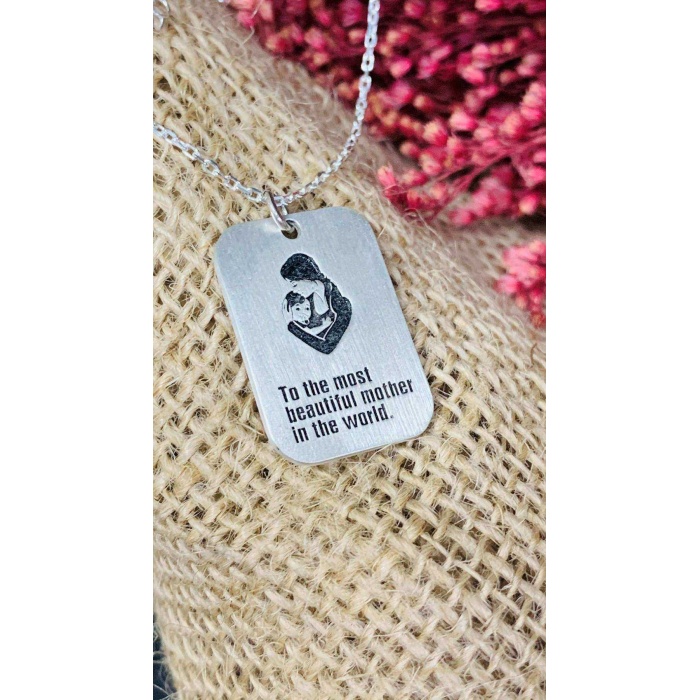 To the most
beautiful mother
in the world.